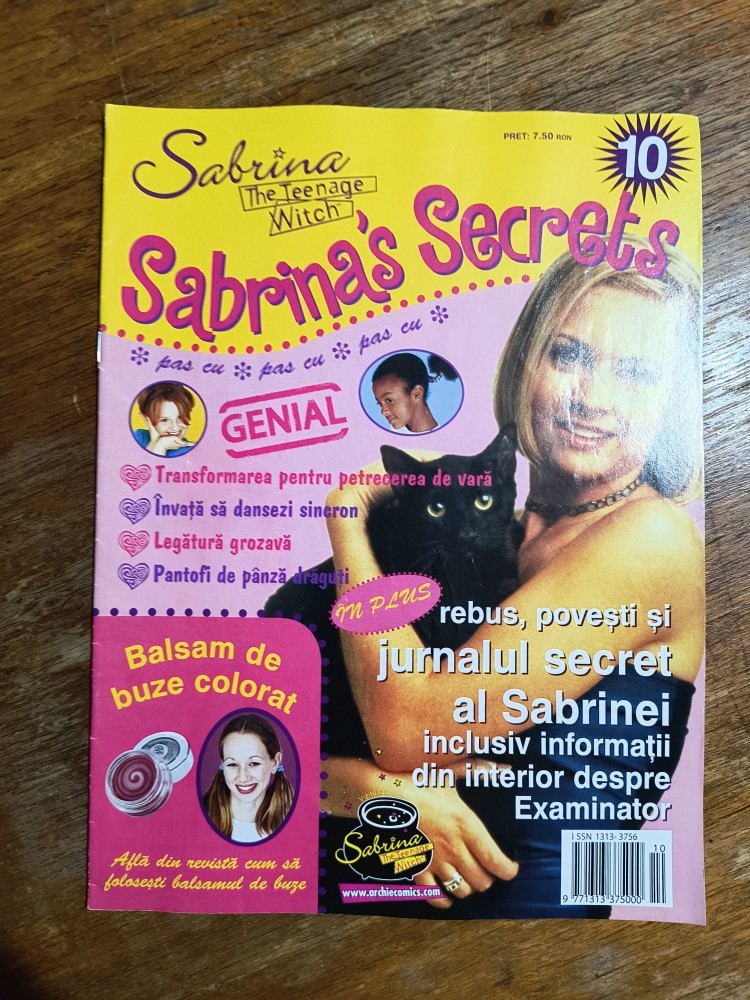 PRET: 7.50 RON
10
Sabrina
The Teenage
Witch™
Sabrina's Secrets
pas cu * pas cu * pas cu *
GENIAL
Transformarea pentru petrecerea de vară
Învață să dansezi sincron
Legătură grozavă
Pantofi de pânză drăguți
ÎN PLUS
rebus, povești și
jurnalul secret
al Sabrinei
inclusiv informații
din interior despre
Examinator
Balsam de
buze colorat
Află din revistă cum să
folosești balsamul de buze
Sabrina
The Teenage
Witch
www.archiecomics.com
ISSN 1313-3756
10
9 771313 375000